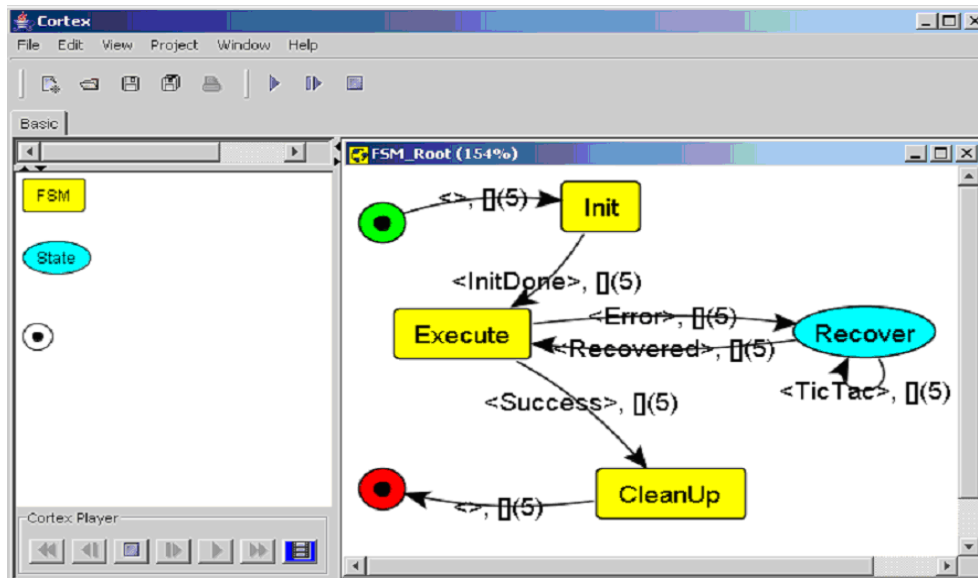 Cortex
File Edit View Project Window Help
Basic
FSM
State
Cortex Player
FSM_Root (154%)
<>, [](5)
Init
<InitDone>, [](5)
Execute
<Error>, [](5)
Recover
<Recovered>, [](5)
<TicTac>, [](5)
<Success>, [](5)
CleanUp
<>, [](5)